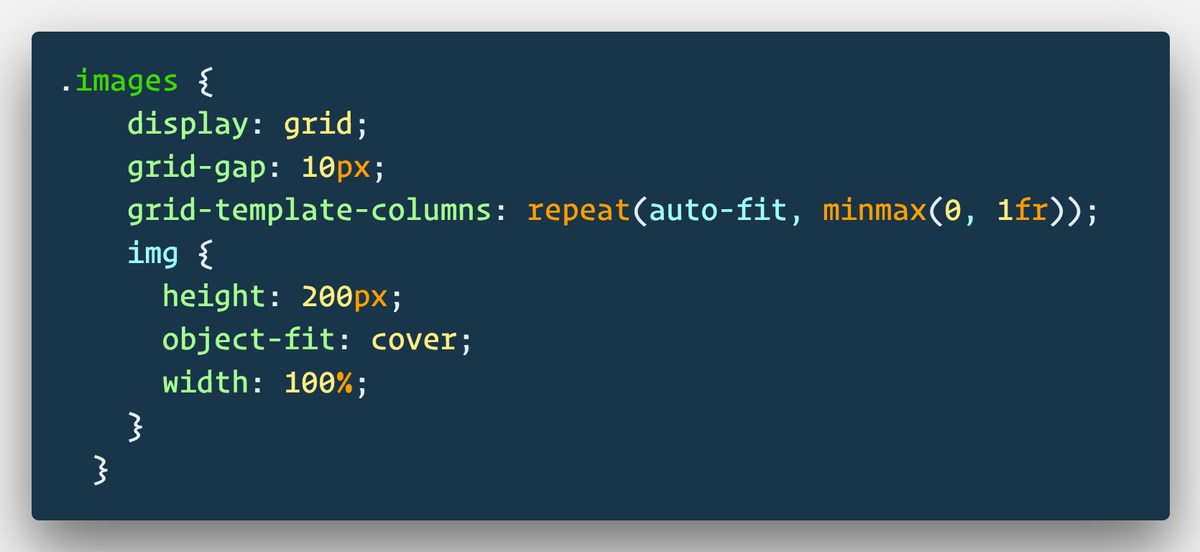 .images {
display: grid;
grid-gap: 10px;
grid-template-columns: repeat(auto-fit, minmax(0, 1fr));
img {
height: 200px;
object-fit: cover;
width: 100%;
}
}